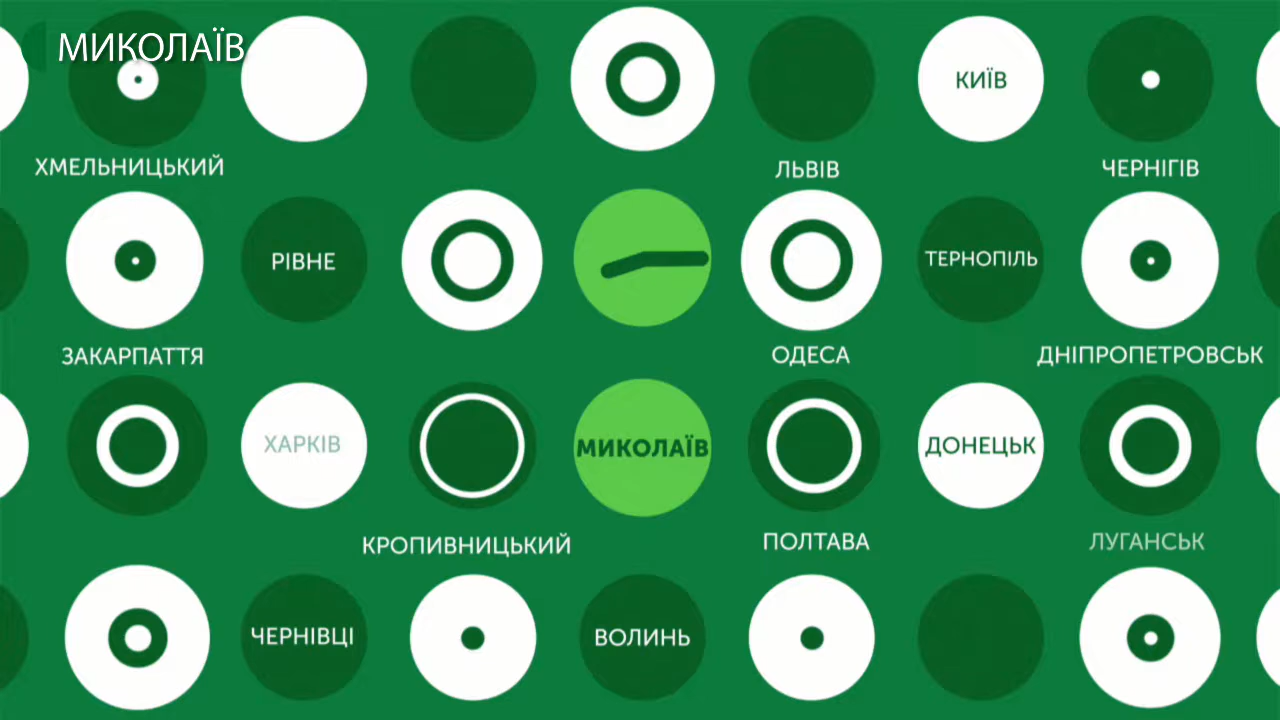 МИКОЛАЇВ
КИЇВ
ХМЕЛЬНИЦЬКИЙ
ЛЬВІВ
ЧЕРНІГІВ
РІВНЕ
ТЕРНОПІЛЬ
ЗАКАРПАТТЯ
ОДЕСА
ДНІПРОПЕТРОВСЬК
ХАРКІВ
МИКОЛАЇВ
ДОНЕЦЬК
КРОПИВНИЦЬКИЙ
ПОЛТАВА
ЛУГАНСЬК
ЧЕРНІВЦІ
ВОЛИНЬ